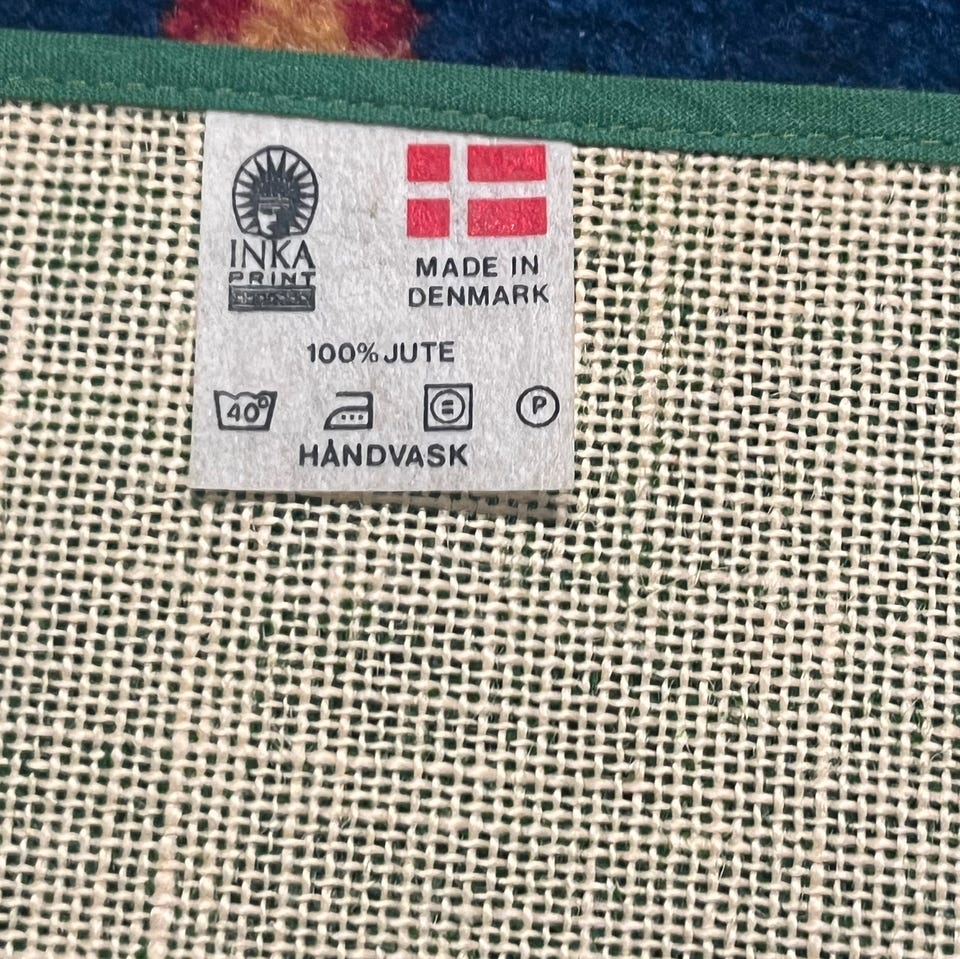 INKA
PRINT
MADE IN
DENMARK
100% JUTE
40°
P
HÅNDVASK